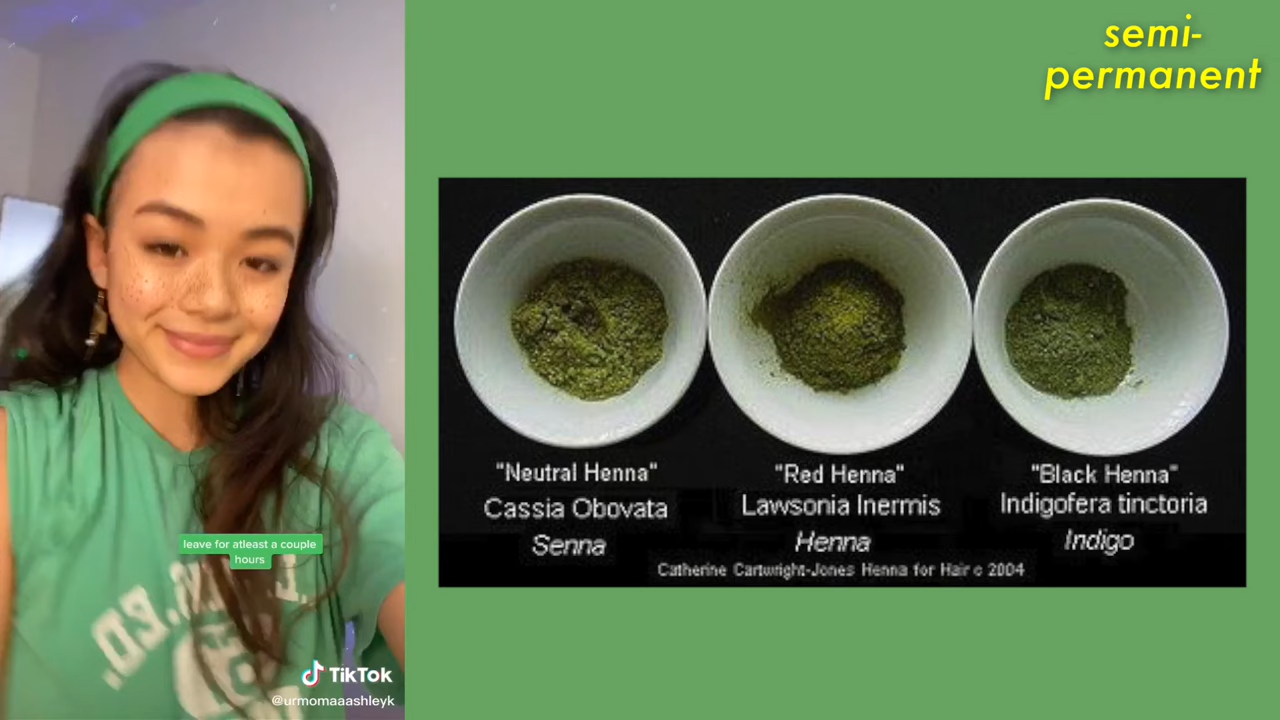 semi-
permanent
leave for atleast a couple
hours
TikTok
@urmomaaashleyk
"Neutral Henna"
Cassia Obovata
Senna
"Red Henna"
Lawsonia Inermis
Henna
"Black Henna"
Indigofera tinctoria
Indigo
Catherine Cartwright-Jones Henna for Hair © 2004